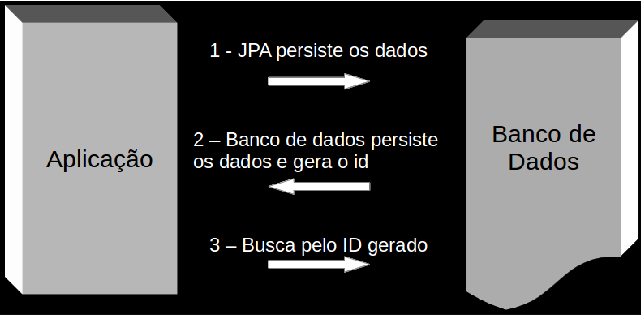 1 - JPA persiste os dados
Aplicação
2 – Banco de dados persiste
os dados e gera o id
Banco de
Dados
3 – Busca pelo ID gerado